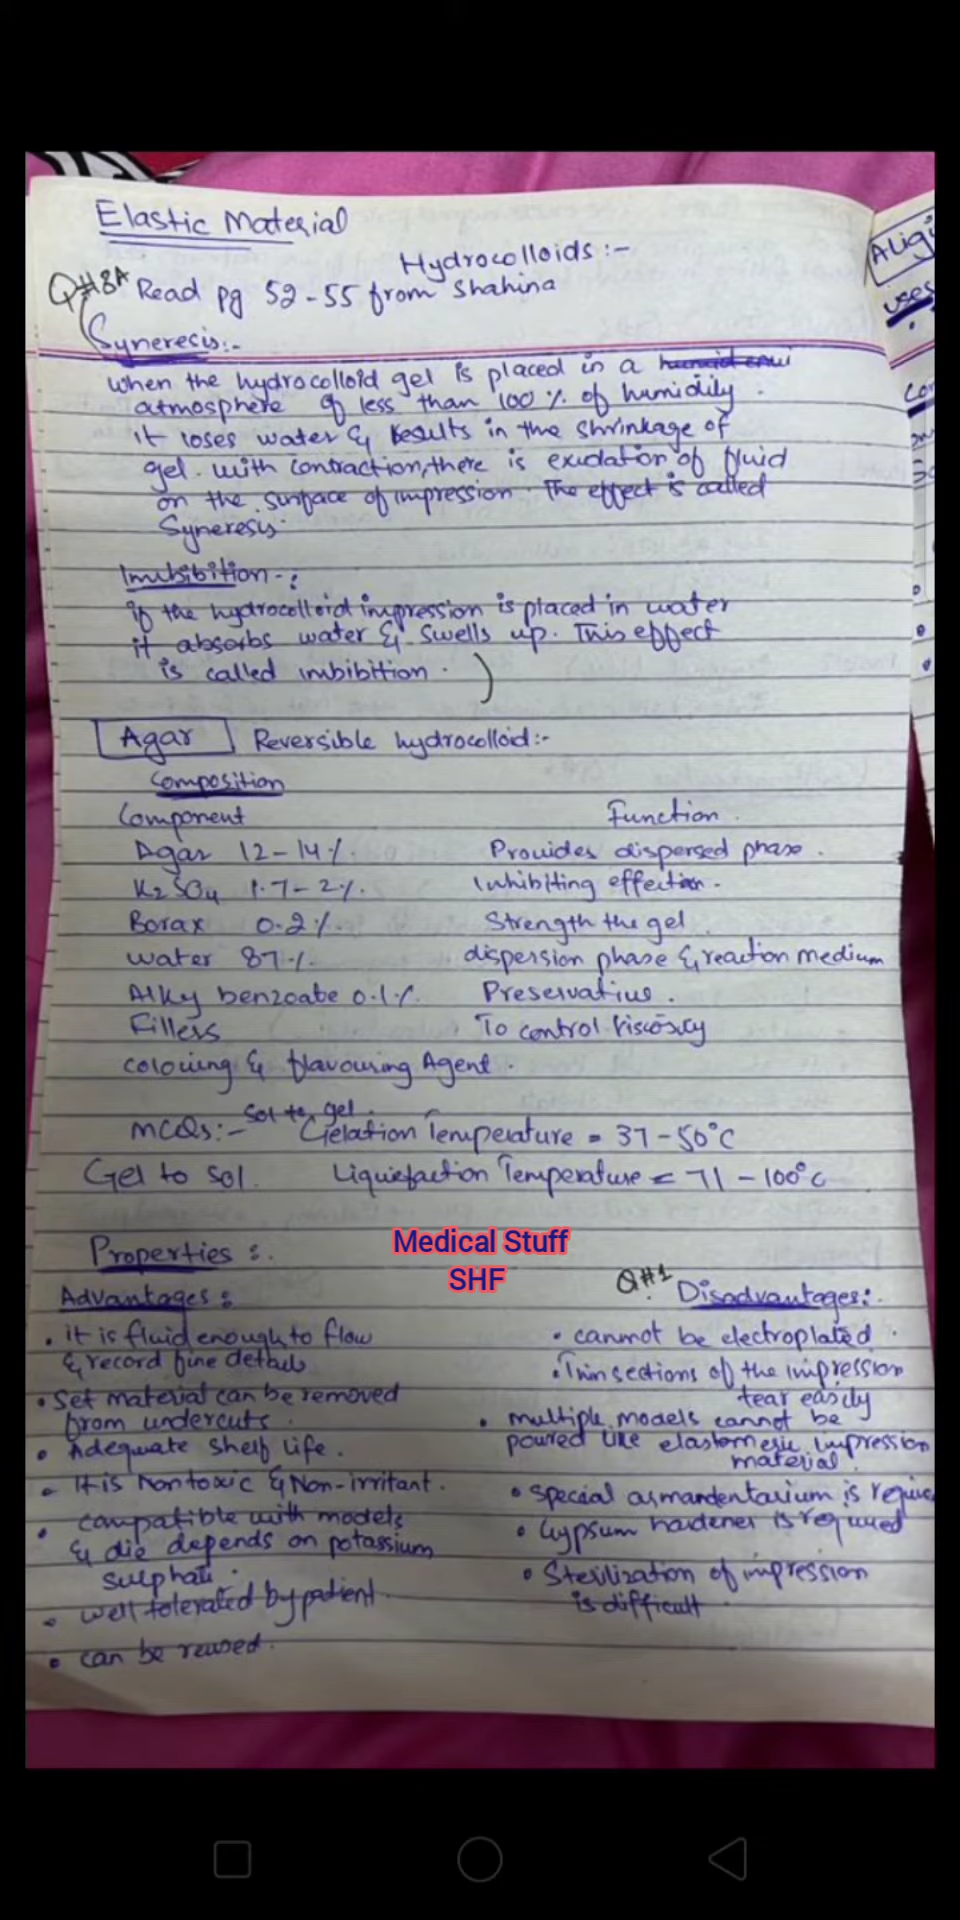 Elastic Material
Hydrocolloids:-
Q#8A Read pg 52-55 from Shahina
Syneresis:-
when the hydrocolloid gel is placed in a humid envi
atmosphere of less than 100% of humidity.
it loses water & results in the shrinkage of
gel. with contraction, there is exudation of fluid
on the surface of impression. The effect is called
Syneresis.
Imbibition-:
if the hydrocolloid impression is placed in water
it absorbs water & swells up. This effect
is called imbibition. )
Agar Reversible hydrocolloid:-
Composition
Component Function.
Agar 12-14%. Provides dispersed phase.
K2SO4 1.7-2%. Inhibiting effect
Borax 0.2%. Strength the gel
water 87%. dispersion phase & reaction medium
Alky benzoate 0.1%. Preservative.
Fillers To control viscosity
colouring & flavouring Agent.
MCQs:- Sol to gel. Gelation Temperature = 37-50°C
Gel to sol. Liquefaction Temperature = 71-100°C
Properties:.
Medical Stuff
SHF
Advantages: Q#1 Disadvantages:.
• it is fluid enough to flow
& record fine details
• Set material can be removed
from undercuts.
• Adequate shelf life.
• It is Nontoxic & Non-irritant.
• compatible with models
& die depends on potassium
sulphate.
• well tolerated by patient.
• can be reused.
• cannot be electroplated.
• Thin sections of the impression
tear easily
• multiple models cannot be
poured like elastomeric impression
material
• special armandentarium is require
• Gypsum hardener is required
• Sterilization of impression
is difficult.
Alig
uses